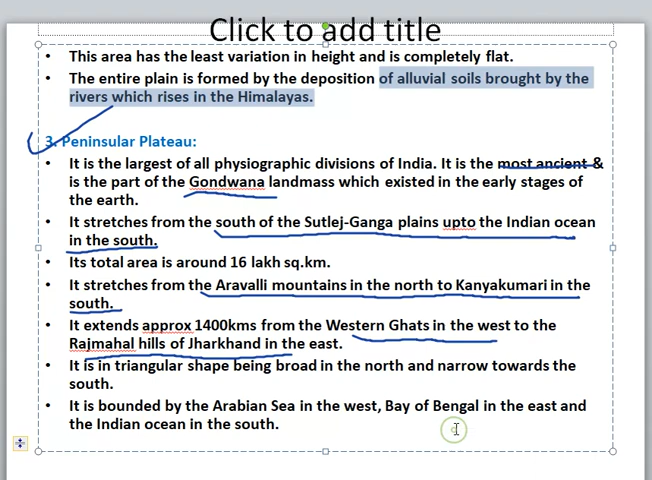 Click to add title
• This area has the least variation in height and is completely flat.
• The entire plain is formed by the deposition of alluvial soils brought by the
rivers which rises in the Himalayas.
3. Peninsular Plateau:
• It is the largest of all physiographic divisions of India. It is the most ancient &
is the part of the Gondwana landmass which existed in the early stages of
the earth.
• It stretches from the south of the Sutlej-Ganga plains upto the Indian ocean
in the south.
• Its total area is around 16 lakh sq.km.
• It stretches from the Aravalli mountains in the north to Kanyakumari in the
south.
• It extends approx 1400kms from the Western Ghats in the west to the
Rajmahal hills of Jharkhand in the east.
• It is in triangular shape being broad in the north and narrow towards the
south.
• It is bounded by the Arabian Sea in the west, Bay of Bengal in the east and
the Indian ocean in the south.